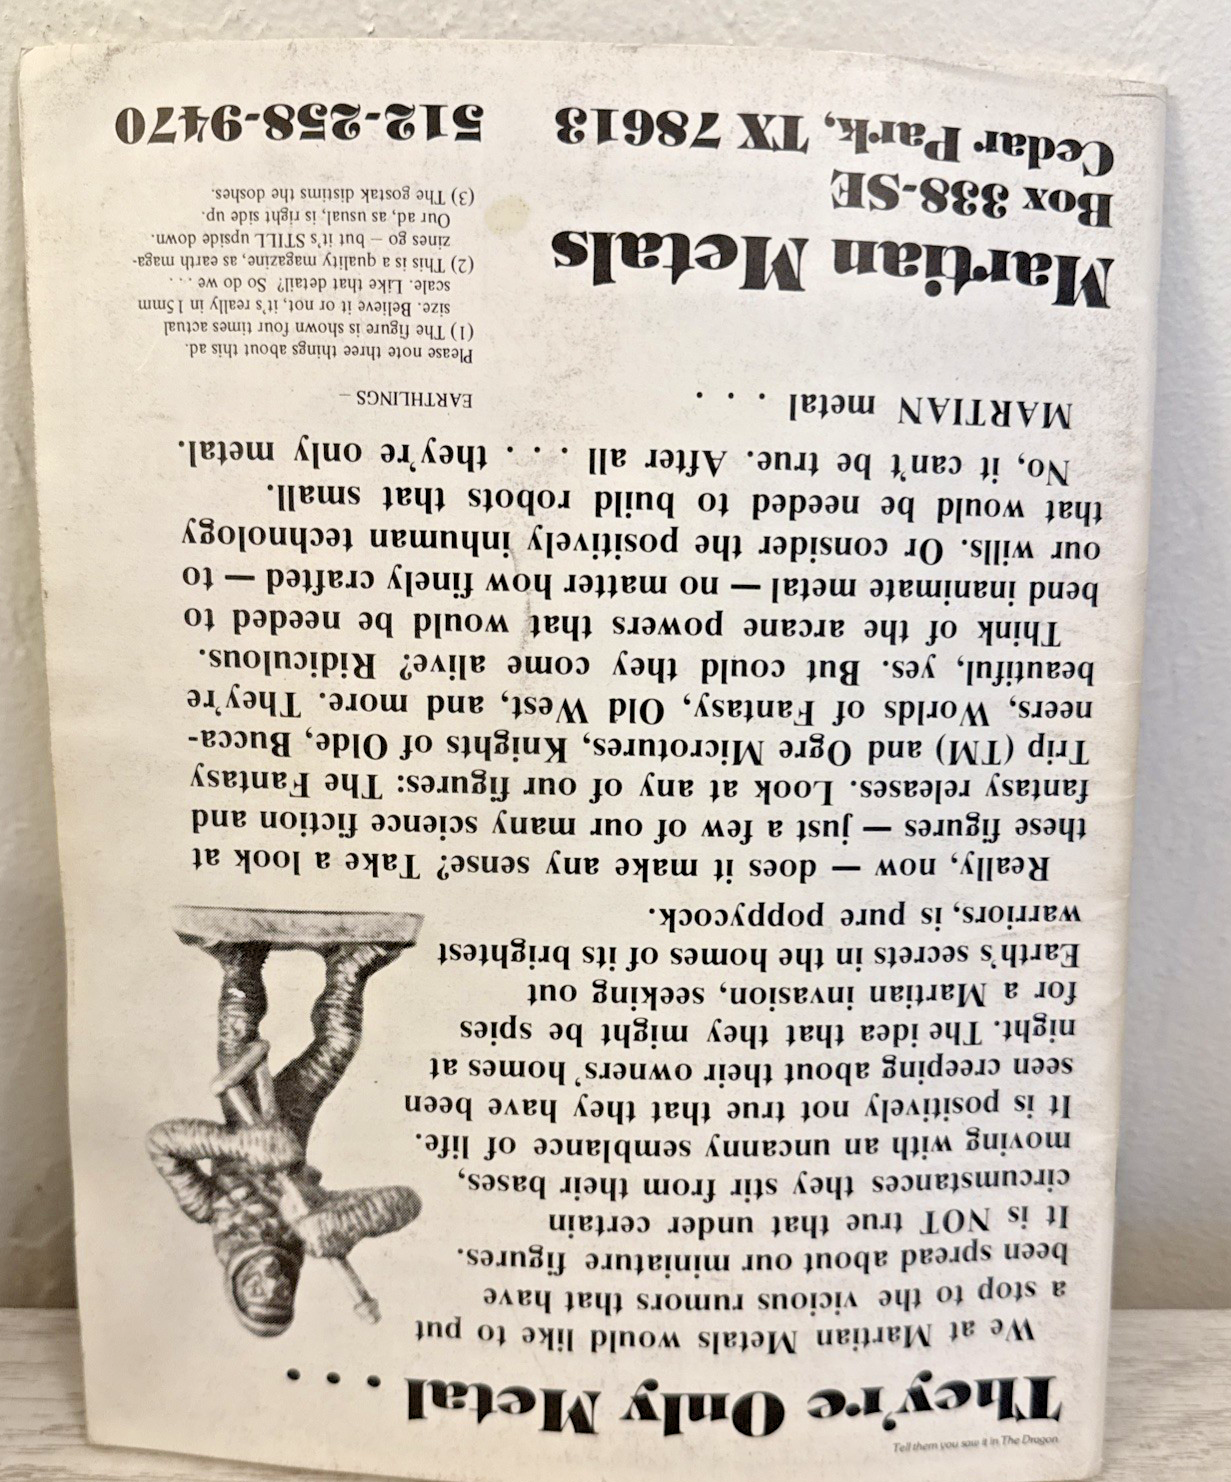 Tell them you saw it in The Dragon
They're Only Metal . . .
We at Martian Metals would like to put
a stop to the vicious rumors that have
been spread about our miniature figures.
It is NOT true that under certain
circumstances they stir from their bases,
moving with an uncanny semblance of life.
It is positively not true that they have been
seen creeping about their owners' homes at
night. The idea that they might be spies
for a Martian invasion, seeking out
Earth's secrets in the homes of its brightest
warriors, is pure poppycock.
Really, now — does it make any sense? Take a look at
these figures — just a few of our many science fiction and
fantasy releases. Look at any of our figures: The Fantasy
Trip (TM) and Ogre Microtures, Knights of Olde, Bucca-
neers, Worlds of Fantasy, Old West, and more. They're
beautiful, yes. But could they come alive? Ridiculous.
Think of the arcane powers that would be needed to
bend inanimate metal — no matter how finely crafted — to
our wills. Or consider the positively inhuman technology
that would be needed to build robots that small.
No, it can't be true. After all . . . they're only metal.
MARTIAN metal . . .
Martian Metals
Box 338-SE
Cedar Park, TX 78613
EARTHLINGS –
Please note three things about this ad.
(1) The figure is shown four times actual
size. Believe it or not, it's really in 15mm
scale. Like that detail? So do we . . .
(2) This is a quality magazine, as earth maga-
zines go – but it's STILL upside down.
Our ad, as usual, is right side up.
(3) The gostak distims the doshes.
512-258-9470